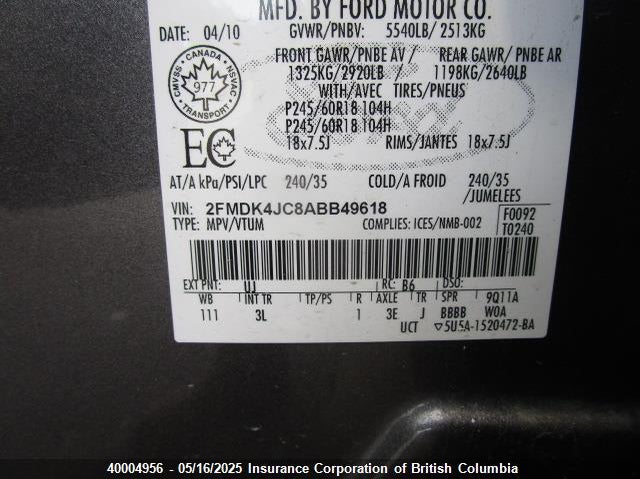 MFD. BY FORD MOTOR CO.
DATE: 04/10 GVWR/PNBV: 5540LB/ 2513KG
FRONT GAWR/PNBE AV / REAR GAWR/ PNBE AR
1325KG/2920LB / 1198KG/2640LB
WITH/AVEC TIRES/PNEUS
P245/60R18 104H
P245/60R18 104H
18x7.5J RIMS/JANTES 18x7.5J
CMVSS CANADA NSVAC
977
TRANSPORT
EC
AT/A kPa/PSI/LPC 240/35 COLD/A FROID 240/35
/JUMELEES
VIN: 2FMDK4JC8ABB49618
TYPE: MPV/VTUM COMPLIES: ICES/NMB-002
F0092
T0240
EXT PNT: UJ RC: B6 DSO:
WB INT TR TP/PS R AXLE TR SPR 9Q11A
111 3L 1 3E J BBBB W0A
UCT ▽5U5A-1520472-BA
40004956 - 05/16/2025 Insurance Corporation of British Columbia